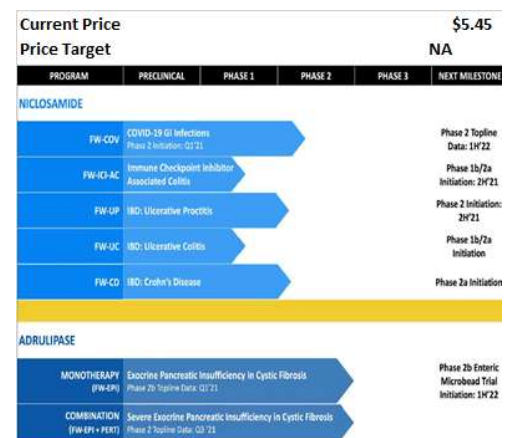 Current Price $5.45
Price Target NA
PROGRAM PRECLINICAL PHASE 1 PHASE 2 PHASE 3 NEXT MILESTONE
NICLOSAMIDE
FW-COV
COVID-19 GI Infections
Phase 2 Initiation: Q1'21
Phase 2 Topline
Data: 1H'22
FW-ICI-AC
Immune Checkpoint Inhibitor
Associated Colitis
Phase 1b/2a
Initiation: 2H'21
FW-UP
IBD: Ulcerative Proctitis
Phase 2 Initiation:
2H'21
FW-UC
IBD: Ulcerative Colitis
Phase 1b/2a
Initiation
FW-CD
IBD: Crohn's Disease
Phase 2a Initiation
ADRULIPASE
MONOTHERAPY
(FW-EPI)
Exocrine Pancreatic Insufficiency in Cystic Fibrosis
Phase 2b Topline Data: Q1'21
Phase 2b Enteric
Microbead Trial
Initiation: 1H'22
COMBINATION
(FW-EPI + PERT)
Severe Exocrine Pancreatic Insufficiency in Cystic Fibrosis
Phase 2 Topline Data: Q3 '21